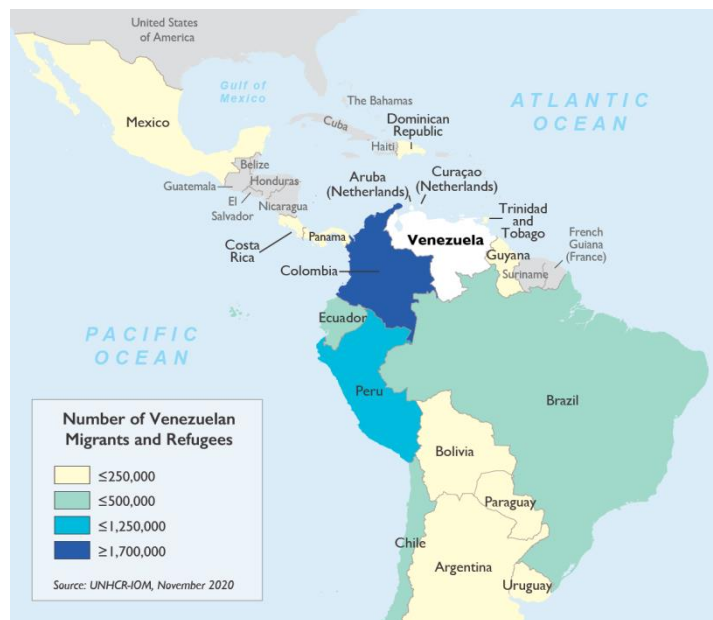 United States
of America
Gulf of
Mexico
ATLANTIC
OCEAN
The Bahamas
Mexico
Cuba
Dominican
Republic
Haiti
Belize
Guatemala
Honduras
El
Salvador
Nicaragua
Aruba
(Netherlands)
Curaçao
(Netherlands)
Trinidad
and
Tobago
Costa
Rica
Panama
Venezuela
Guyana
Suriname
French
Guiana
(France)
Colombia
Ecuador
PACIFIC
OCEAN
Peru
Brazil
Bolivia
Paraguay
Chile
Argentina
Uruguay
Number of Venezuelan
Migrants and Refugees
≤250,000
≤500,000
≤1,250,000
≥1,700,000
Source: UNHCR-IOM, November 2020